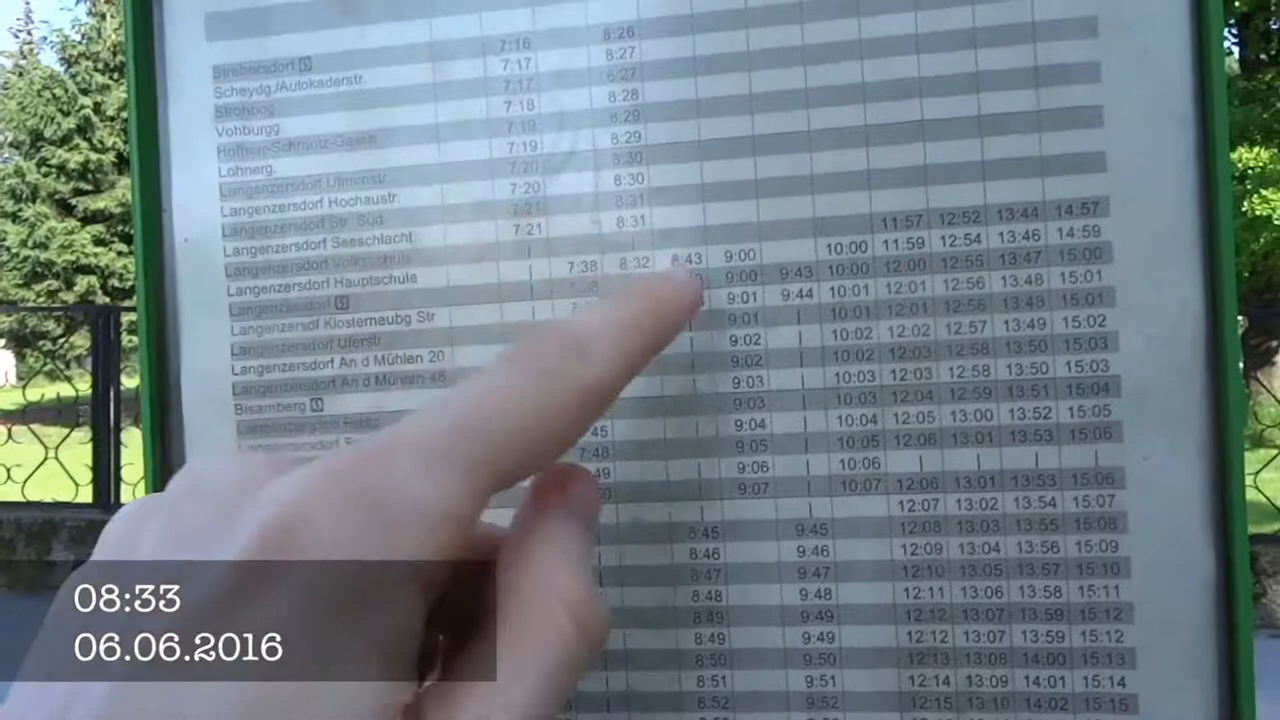 Strebersdorf S 7:16 8:26
Scheydg./Autokaderstr. 7:17 8:27
Strohbog 7:17 8:27
Vohburgg 7:18 8:28
7:19 8:29
Lohnerg. 7:19 8:29
Langenzersdorf Ulmenstr. 7:20 8:30
Langenzersdorf Hochaustr. 7:20 8:30
Langenzersdorf Str Süd 7:21 8:31
Langenzersdorf Seeschlacht 7:21 8:31 11:57 12:52 13:44 14:57
Langenzersdorf Volksschule | | 11:59 12:54 13:46 14:59
Langenzersdorf Hauptschule | 7:38 8:32 8:43 9:00 10:00 12:00 12:55 13:47 15:00
Langenzersdorf S 9:00 9:43 10:00 12:01 12:56 13:48 15:01
Langenzersdf Klosterneubg Str 9:01 9:44 10:01 12:01 12:56 13:48 15:01
Langenzersdorf Uferstr 9:01 | 10:01 12:02 12:57 13:49 15:02
Langenzersdorf An d Mühlen 20 9:02 | 10:02 12:03 12:58 13:50 15:03
Langenzersdorf An d Mühlen 48 9:02 | 10:02 12:03 12:58 13:50 15:03
Bisamberg S 9:03 | 10:03 12:04 12:59 13:51 15:04
9:03 | 10:03 12:05 13:00 13:52 15:05
:45 9:04 | 10:04 12:06 13:01 13:53 15:06
7:48 9:05 | 10:05 | | | |
:49 9:06 | 10:06 12:06 13:01 13:53 15:06
9:07 | 10:07 12:07 13:02 13:54 15:07
8:45 9:45 12:08 13:03 13:55 15:08
8:46 9:46 12:09 13:04 13:56 15:09
8:47 9:47 12:10 13:05 13:57 15:10
8:48 9:48 12:11 13:06 13:58 15:11
8:49 9:49 12:12 13:07 13:59 15:12
8:49 9:49 12:12 13:07 13:59 15:12
8:50 9:50 12:13 13:08 14:00 15:13
8:51 9:51 12:14 13:09 14:01 15:14
8:52 9:52 12:15 13:10 14:02 15:15
08:33
06.06.2016